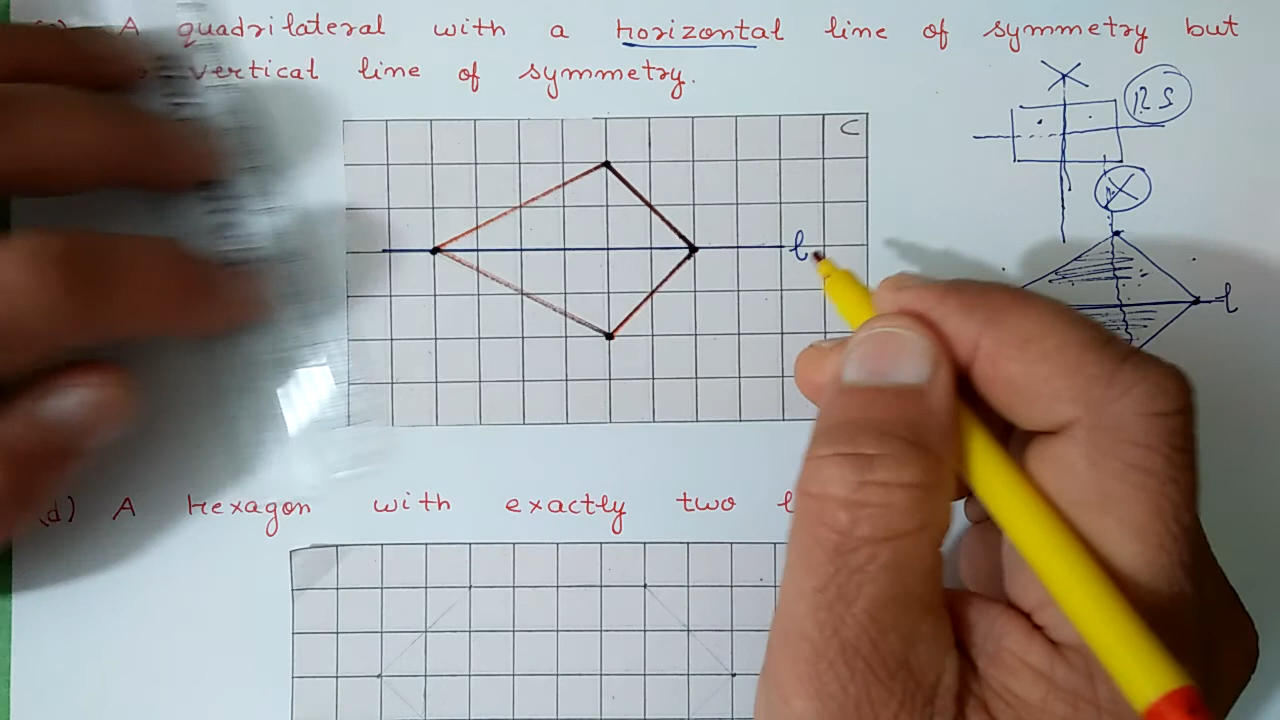 A quadrilateral with a horizontal line of symmetry but
vertical line of symmetry.
RS
C
l
l
d) A Hexagon with exactly two l